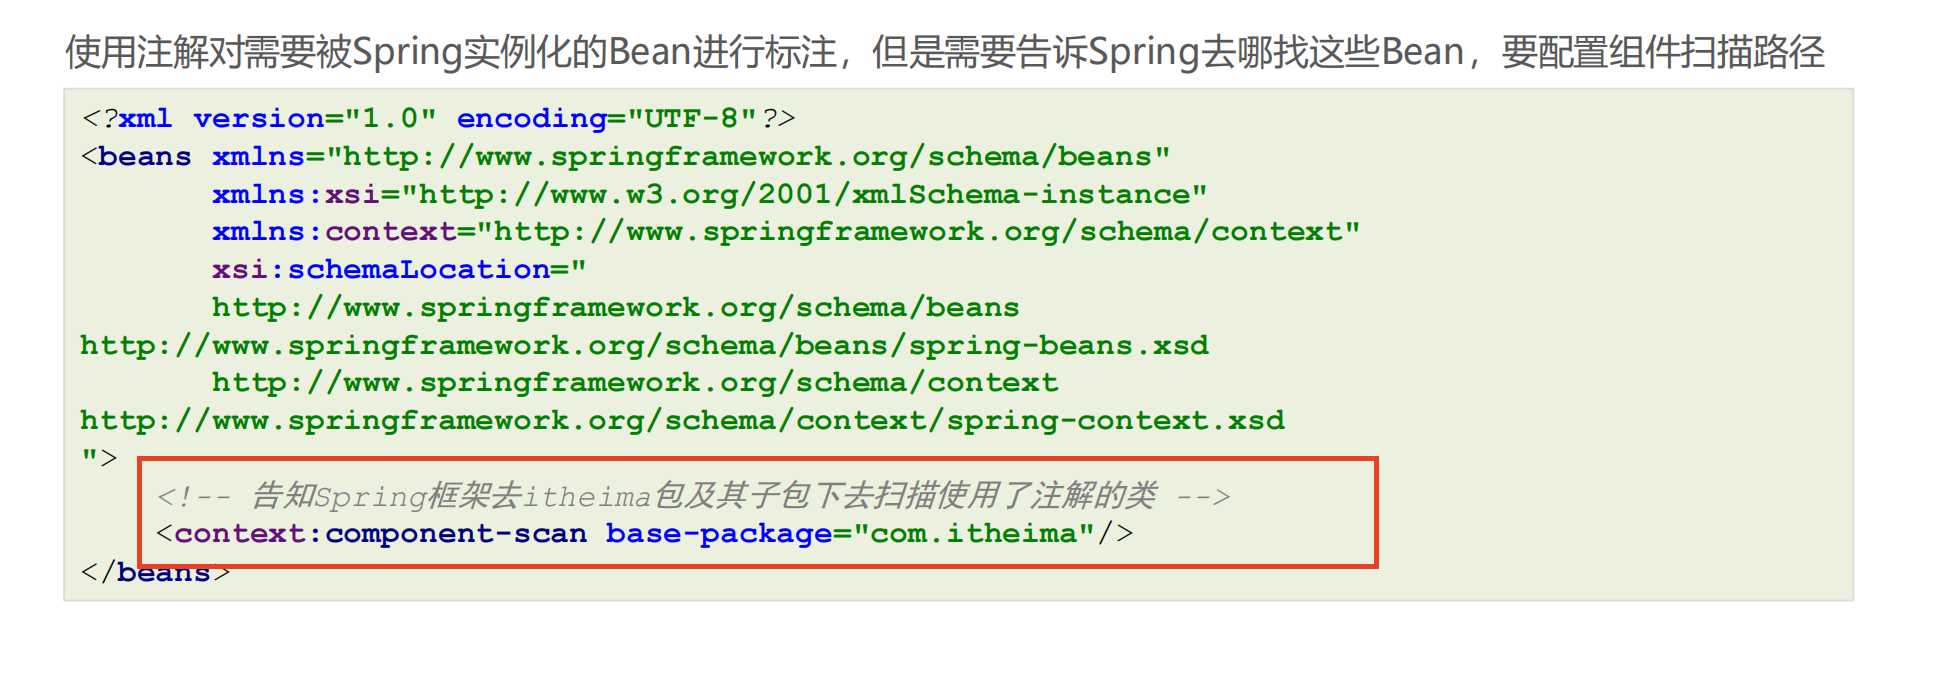 使用注解对需要被Spring实例化的Bean进行标注，但是需要告诉Spring去哪找这些Bean，要配置组件扫描路径
<?xml version="1.0" encoding="UTF-8"?>
<beans xmlns="http://www.springframework.org/schema/beans"
xmlns:xsi="http://www.w3.org/2001/xmlSchema-instance"
xmlns:context="http://www.springframework.org/schema/context"
xsi:schemaLocation="
http://www.springframework.org/schema/beans
http://www.springframework.org/schema/beans/spring-beans.xsd
http://www.springframework.org/schema/context
http://www.springframework.org/schema/context/spring-context.xsd
">
<!-- 告知Spring框架去itheima包及其子包下去扫描使用了注解的类 -->
<context:component-scan base-package="com.itheima"/>
</beans>